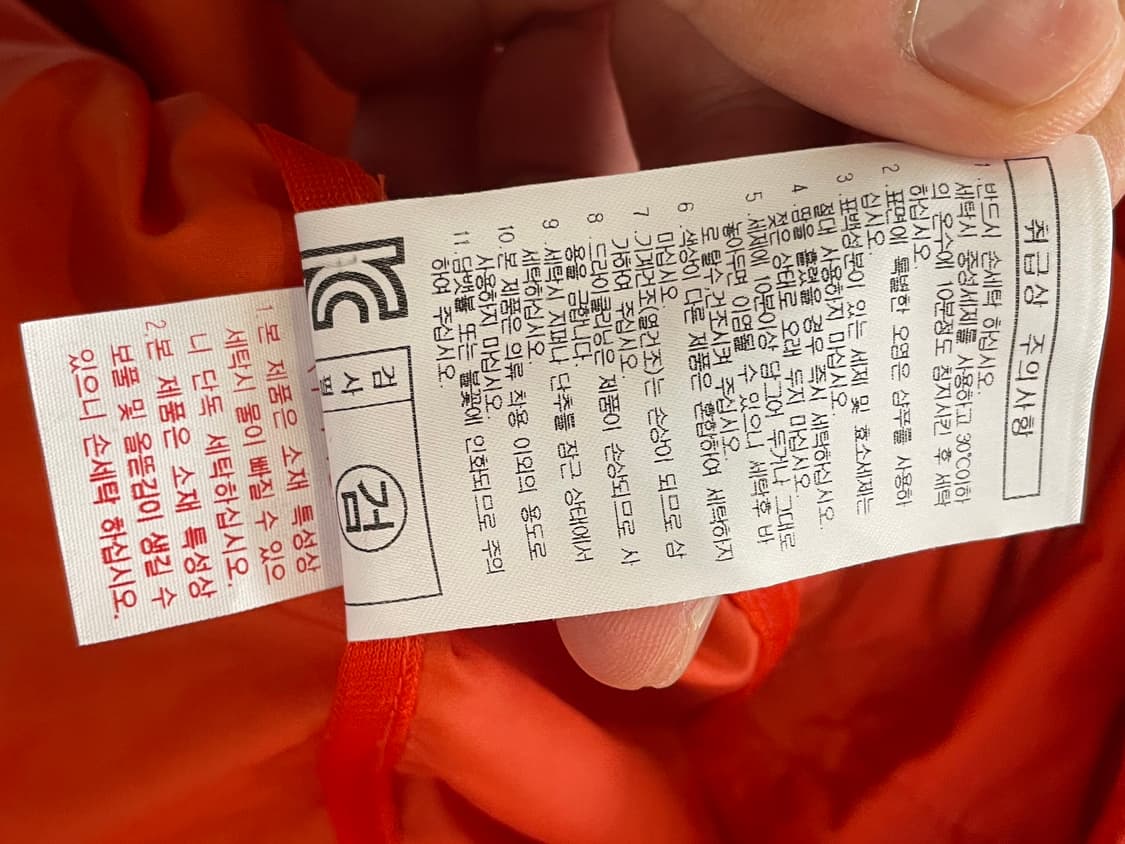 취급상 주의사항
1.반드시 손세탁 하십시오.
세탁시 중성세제를 사용하고 30℃이하
의 온수에 10분정도 침지시킨 후 세탁
하십시오.
2.표면에 특별한 오염은 샴푸를 사용하
십시오.
3.표백성분이 있는 세제 및 효소세제는
절대 사용하지 마십시오.
4.땀을 흘렸을 경우 즉시 세탁하십시오.
젖은 상태로 오래 두지 마십시오.
5.세제에 10분이상 담그어 두거나 그대로
놓아두며 이염될 수 있으니 세탁후 바
로 탈수,건조시켜 주십시오.
6.색상이 다른 제품은 혼합하여 세탁하지
마십시오.
7.기계건조(열건조)는 손상이 되므로 삼
가하여 주십시오.
8.드라이클리닝은 제품이 손상되므로 사
용을 금합니다.
9.세탁시 지퍼나 단추를 잠근 상태에서
세탁하십시오.
10.본 제품은 의류 착용 이외의 용도로
사용하지 마십시오.
11.담뱃불 또는 불꽃에 인화되므로 주의
하여 주십시오.
검사필
검
1.본 제품은 소재 특성상
세탁시 물이 빠질 수 있으
니 단독 세탁하십시오.
2.본 제품은 소재 특성상
보풀 및 올뜯김이 생길 수
있으니 손세탁 하십시오.